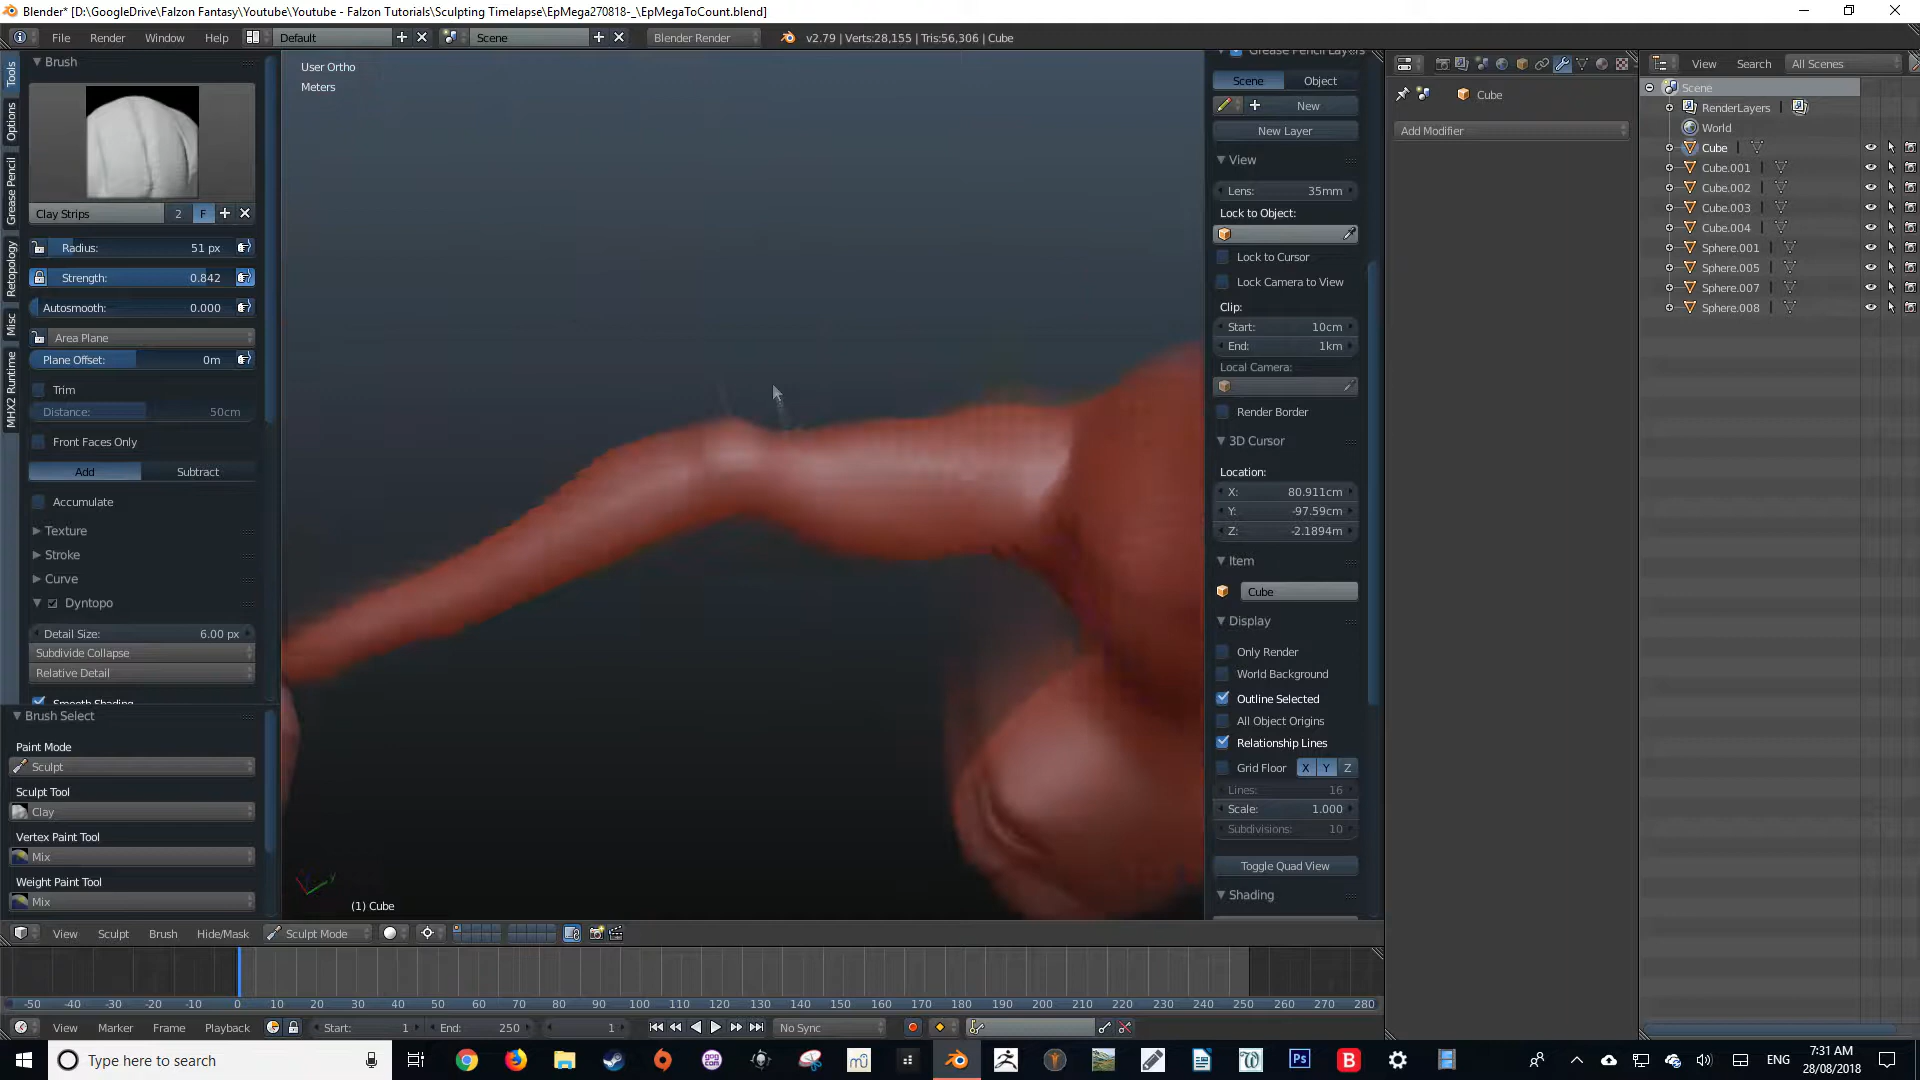 Blender* [D:\GoogleDrive\Falzon Fantasy\Youtube\Youtube - Falzon Tutorials\Sculpting Timelapse\EpMega270818-_\EpMegaToCount.blend]
File Render Window Help Default Scene Blender Render v2.79 | Verts:28,155 | Tris:56,306 | Cube
Tools
Options
Grease Pencil
Retopology
Misc
MHX2 Runtime
Brush
Clay Strips 2 F
Radius: 51 px
Strength: 0.842
Autosmooth: 0.000
Area Plane
Plane Offset: 0m
Trim
Distance: 50cm
Front Faces Only
Add Subtract
Accumulate
Texture
Stroke
Curve
Dyntopo
Detail Size: 6.00 px
Subdivide Collapse
Relative Detail
Smooth Shading
Brush Select
Paint Mode
Sculpt
Sculpt Tool
Clay
Vertex Paint Tool
Mix
Weight Paint Tool
Mix
User Ortho
Meters
(1) Cube
Grease Pencil Layers
Scene Object
New
New Layer
View
Lens: 35mm
Lock to Object:
Lock to Cursor
Lock Camera to View
Clip:
Start: 10cm
End: 1km
Local Camera:
Render Border
3D Cursor
Location:
X: 80.911cm
Y: -97.59cm
Z: -2.1894m
Item
Cube
Display
Only Render
World Background
Outline Selected
All Object Origins
Relationship Lines
Grid Floor X Y Z
Lines: 16
Scale: 1.000
Subdivisions: 10
Toggle Quad View
Shading
Cube
Add Modifier
View Search All Scenes
Scene
RenderLayers
World
Cube
Cube.001
Cube.002
Cube.003
Cube.004
Sphere.001
Sphere.005
Sphere.007
Sphere.008
View Sculpt Brush Hide/Mask Sculpt Mode
-50 -40 -30 -20 -10 0 10 20 30 40 50 60 70 80 90 100 110 120 130 140 150 160 170 180 190 200 210 220 230 240 250 260 270 280
View Marker Frame Playback Start: 1 End: 250 1 No Sync
Type here to search
ENG
7:31 AM
28/08/2018